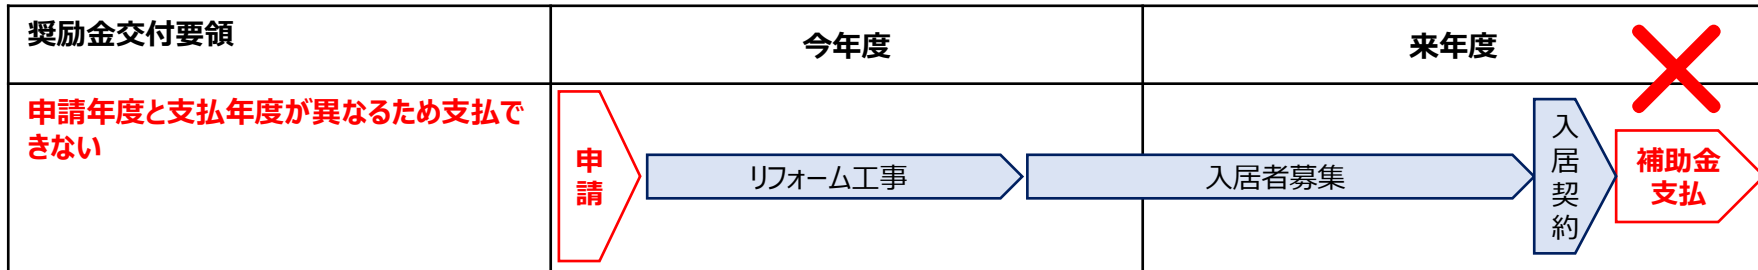 奨励金交付要領
今年度
来年度
申請年度と支払年度が異なるため支払で
きない
申
請
リフォーム工事
入居者募集
入
居
契
約
補助金
支払